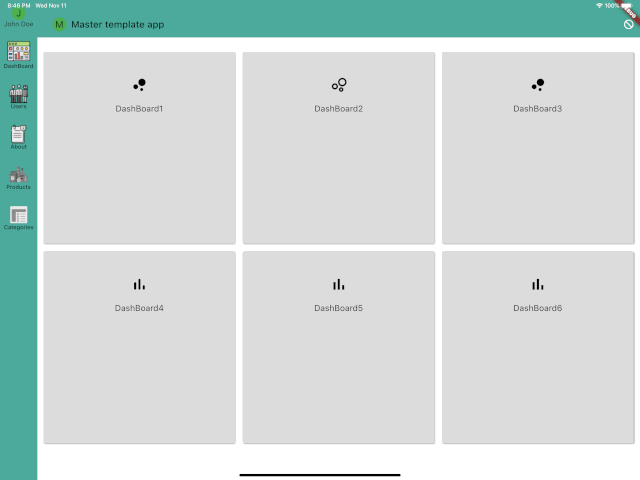 8:46 PM Wed Nov 11
100%
J
John Doe
M Master template app
DashBoard
Users
About
Products
Categories
DashBoard1
DashBoard2
DashBoard3
DashBoard4
DashBoard5
DashBoard6